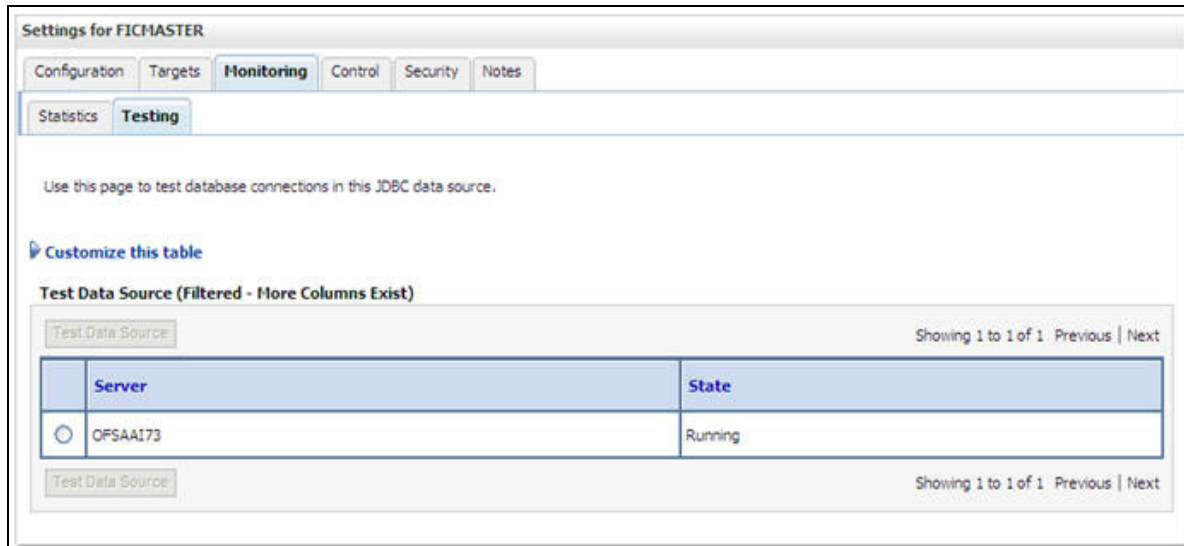 Settings for FICMASTER
Configuration Targets Monitoring Control Security Notes
Statistics Testing
Use this page to test database connections in this JDBC data source.
Customize this table
Test Data Source (Filtered - More Columns Exist)
Test Data Source Showing 1 to 1 of 1 Previous | Next
Server State
OFSAAI73 Running
Test Data Source Showing 1 to 1 of 1 Previous | Next